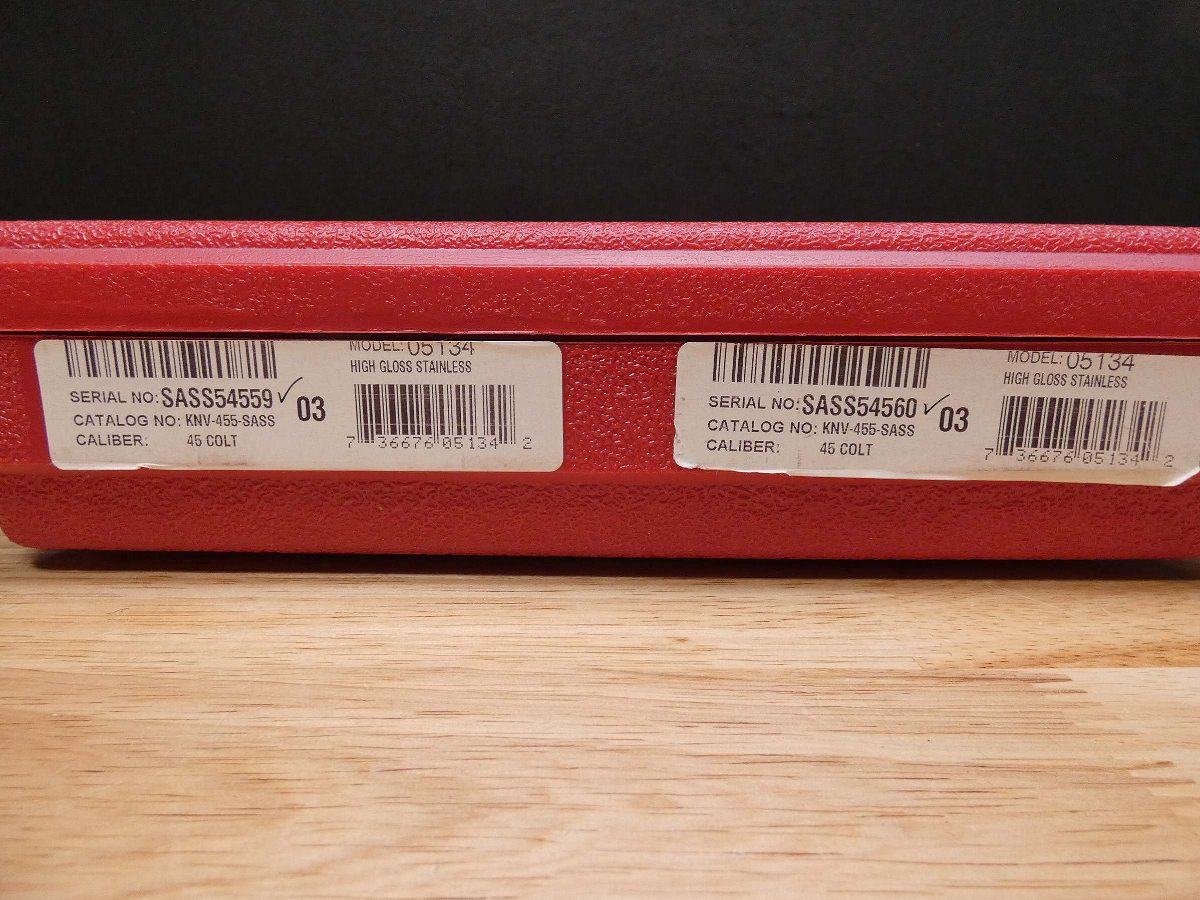 MODEL: 05134
HIGH GLOSS STAINLESS
SERIAL NO: SASS54559
03
CATALOG NO: KNV-455-SASS
CALIBER: 45 COLT
7 36676 05134 2
MODEL: 05134
HIGH GLOSS STAINLESS
SERIAL NO: SASS54560
03
CATALOG NO: KNV-455-SASS
CALIBER: 45 COLT
7 36676 05134 2